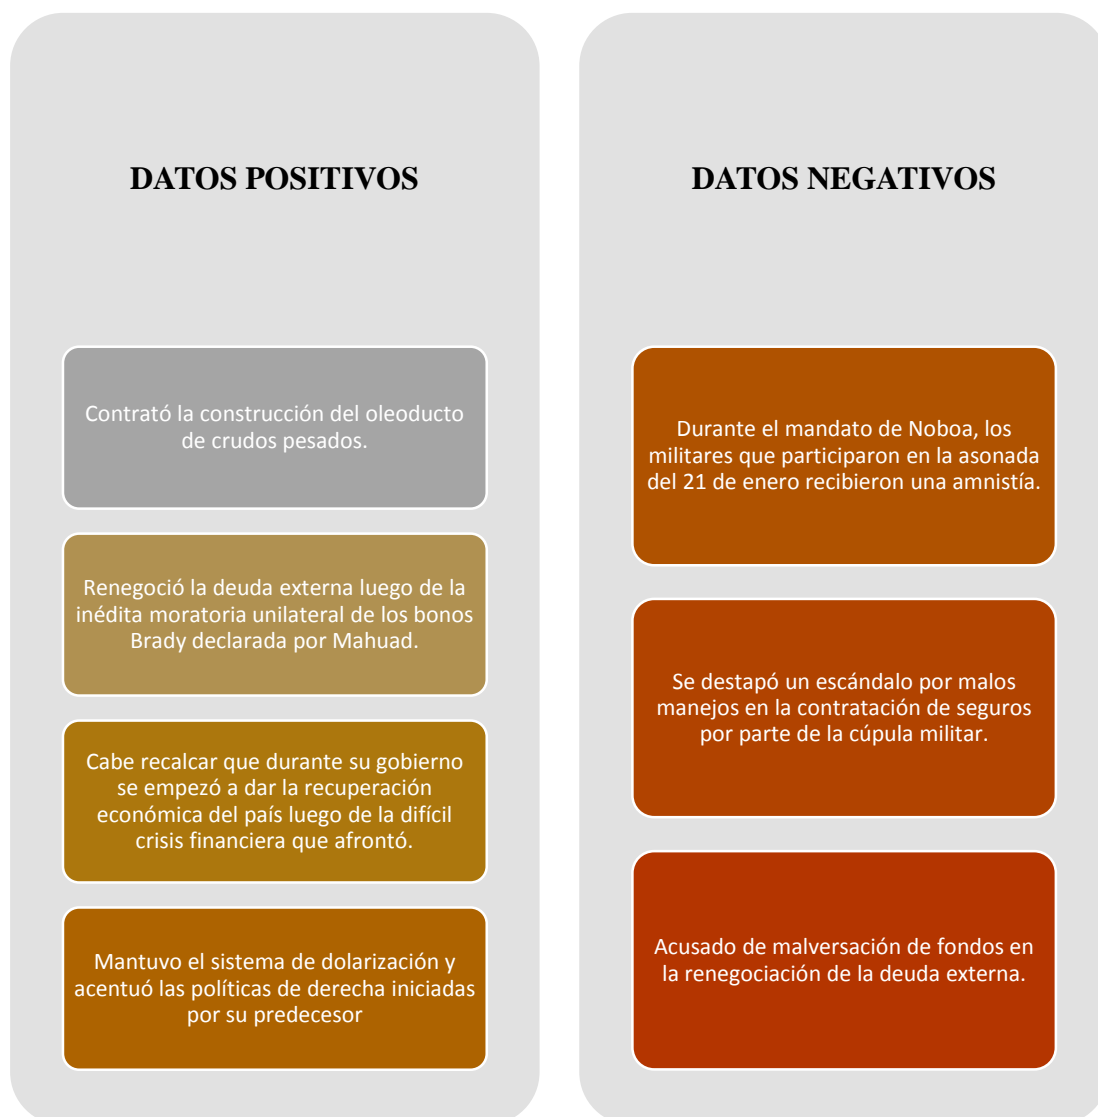 DATOS POSITIVOS
Contrató la construcción del oleoducto
de crudos pesados.
Renegoció la deuda externa luego de la
inédita moratoria unilateral de los bonos
Brady declarada por Mahuad.
Cabe recalcar que durante su gobierno
se empezó a dar la recuperación
económica del país luego de la difícil
crisis financiera que afrontó.
Mantuvo el sistema de dolarización y
acentuó las políticas de derecha iniciadas
por su predecesor
DATOS NEGATIVOS
Durante el mandato de Noboa, los
militares que participaron en la asonada
del 21 de enero recibieron una amnistía.
Se destapó un escándalo por malos
manejos en la contratación de seguros
por parte de la cúpula militar.
Acusado de malversación de fondos en
la renegociación de la deuda externa.